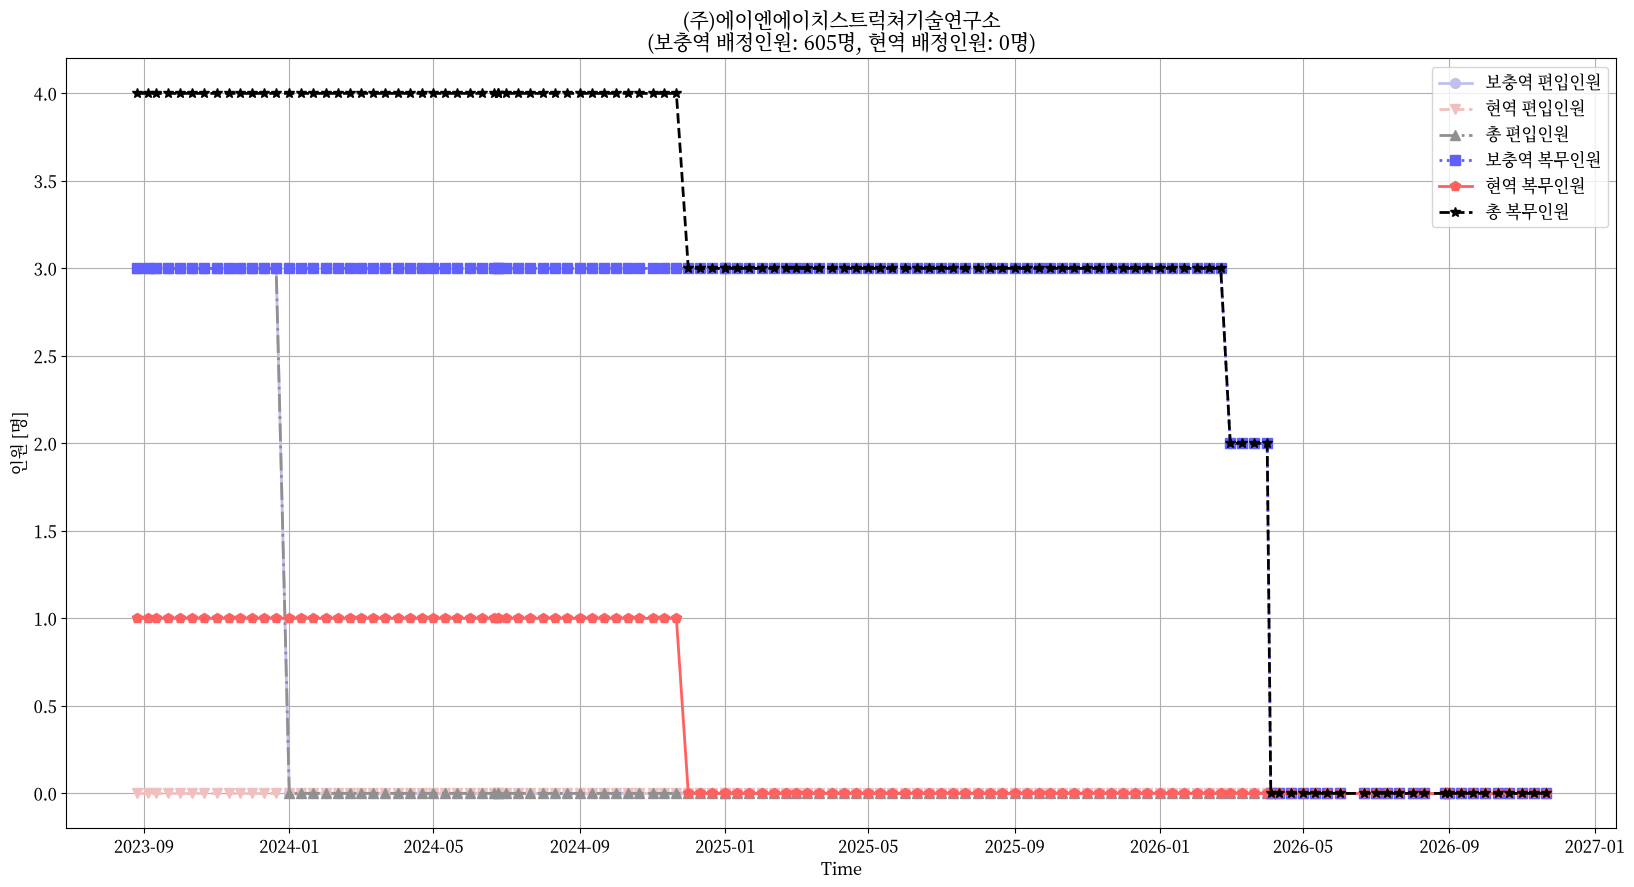 (주)에이엔에이치스트럭쳐기술연구소
(보충역 배정인원: 605명, 현역 배정인원: 0명)
보충역 편입인원
현역 편입인원
총 편입인원
보충역 복무인원
현역 복무인원
총 복무인원
인원 [명]
4.0
3.5
3.0
2.5
2.0
1.5
1.0
0.5
0.0
2023-09 2024-01 2024-05 2024-09 2025-01 2025-05 2025-09 2026-01 2026-05 2026-09 2027-01
Time